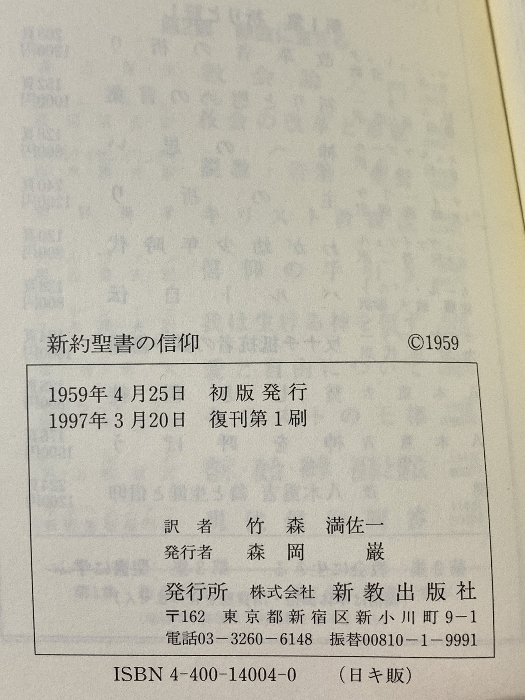 新約聖書の信仰 ©1959
1959年4月25日 初版発行
1997年3月20日 復刊第1刷
訳者 竹森満佐一
発行者 森岡巌
発行所 株式会社 新教出版社
〒162 東京都新宿区新小川町9-1
電話03-3260-6148 振替00810-1-9991
ISBN 4-400-14004-0 (日キ販)